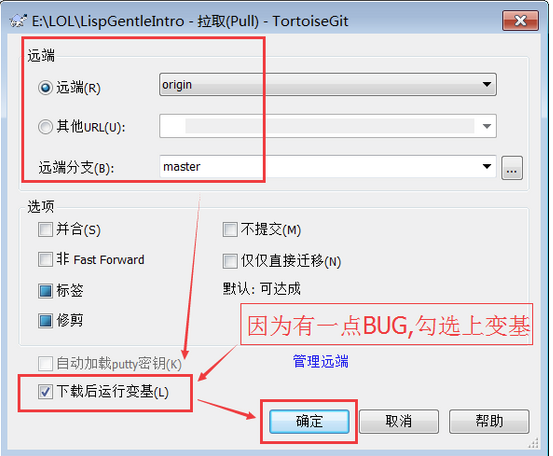 E:\LOL\LispGentleIntro - 拉取(Pull) - TortoiseGit
远端
远端(R)
origin
其他URL(U):
远端分支(B):
master
...
选项
并合(S)
不提交(M)
非 Fast Forward
仅仅直接迁移(N)
标签
默认: 可达成
修剪
因为有一点BUG,勾选上变基
自动加载putty密钥(K)
管理远端
下载后运行变基(L)
确定
取消
帮助